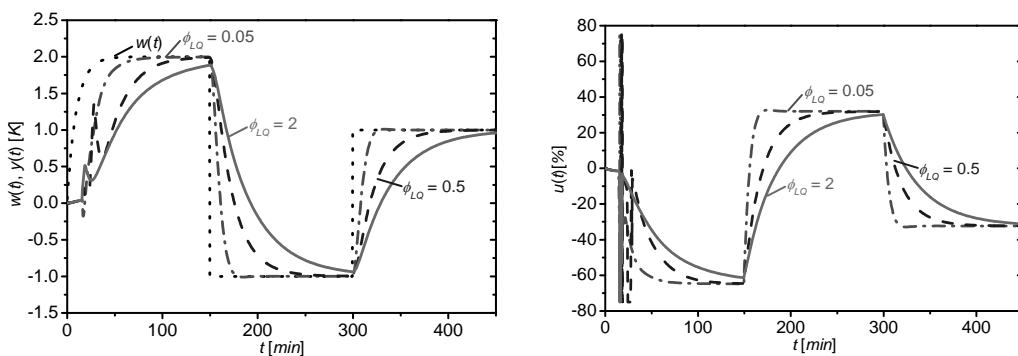 2.5
2.0
1.5
1.0
0.5
0.0
-0.5
-1.0
-1.5
w(t), y(t) [K]
w(t)
ϕLQ = 0.05
ϕLQ = 2
ϕLQ = 0.5
0
100
200
300
400
t [min]
80
60
40
20
0
-20
-40
-60
-80
u(t)[%]
ϕLQ = 0.05
ϕLQ = 0.5
ϕLQ = 2
0
100
200
300
400
t [min]